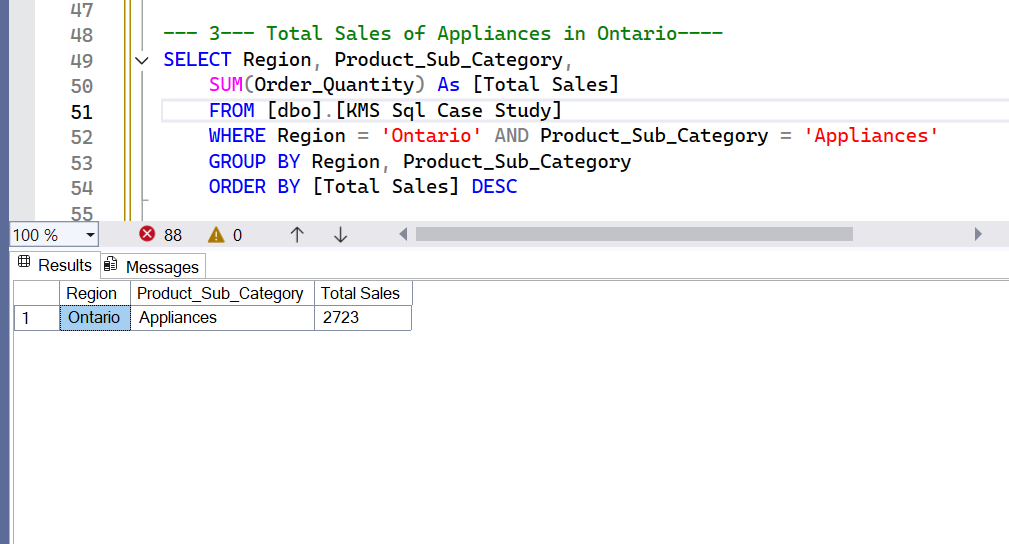 47
48 --- 3--- Total Sales of Appliances in Ontario----
49 SELECT Region, Product_Sub_Category,
50 SUM(Order_Quantity) As [Total Sales]
51 FROM [dbo].[KMS Sql Case Study]
52 WHERE Region = 'Ontario' AND Product_Sub_Category = 'Appliances'
53 GROUP BY Region, Product_Sub_Category
54 ORDER BY [Total Sales] DESC
55
100 % 88 0
Results Messages
Region Product_Sub_Category Total Sales
1 Ontario Appliances 2723